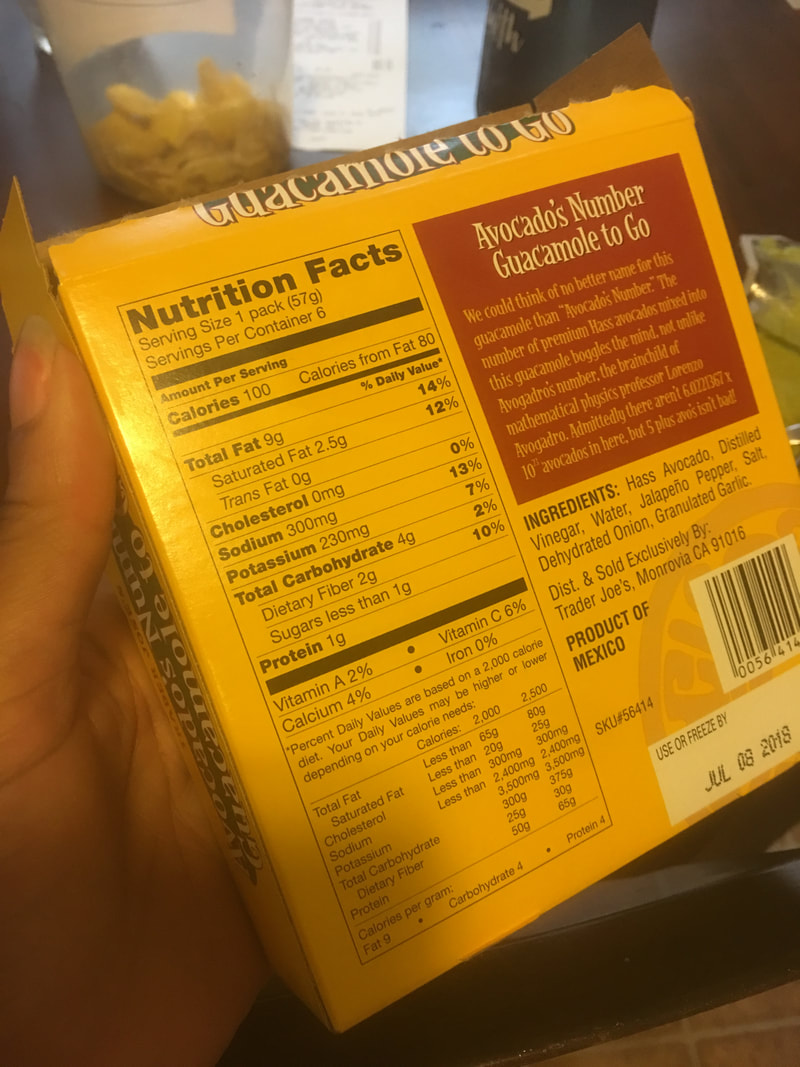 Guacamole to Go
Nutrition Facts
Serving Size 1 pack (57g)
Servings Per Container 6
Amount Per Serving
Calories 100 Calories from Fat 80
% Daily Value*
Total Fat 9g 14%
Saturated Fat 2.5g 12%
Trans Fat 0g
Cholesterol 0mg 0%
Sodium 300mg 13%
Potassium 230mg 7%
Total Carbohydrate 4g 2%
Dietary Fiber 2g 10%
Sugars less than 1g
Protein 1g
Vitamin A 2% • Vitamin C 6%
Calcium 4% • Iron 0%
*Percent Daily Values are based on a 2,000 calorie
diet. Your Daily Values may be higher or lower
depending on your calorie needs:
Calories: 2,000 2,500
Total Fat Less than 65g 80g
Saturated Fat Less than 20g 25g
Cholesterol Less than 300mg 300mg
Sodium Less than 2,400mg 2,400mg
Potassium 3,500mg 3,500mg
Total Carbohydrate 300g 375g
Dietary Fiber 25g 30g
Protein 50g 65g
Calories per gram:
Fat 9 • Carbohydrate 4 • Protein 4
Avocado's Number
Guacamole to Go
We could think of no better name for this
guacamole than "Avocado's Number." The
number of premium Hass avocados mixed into
this guacamole boggles the mind, not unlike
Avogadro's number, the brainchild of
mathematical physics professor Lorenzo
Avogadro. Admittedly there aren't 6.0221367 x
10 avocados in here, but 5 plus avos isn't bad!
INGREDIENTS: Hass Avocado, Distilled
Vinegar, Water, Jalapeño Pepper, Salt,
Dehydrated Onion, Granulated Garlic.
Dist. & Sold Exclusively By:
Trader Joe's, Monrovia CA 91016
PRODUCT OF
MEXICO
0056 414
SKU#56414
USE OR FREEZE BY
JUL 08 2018